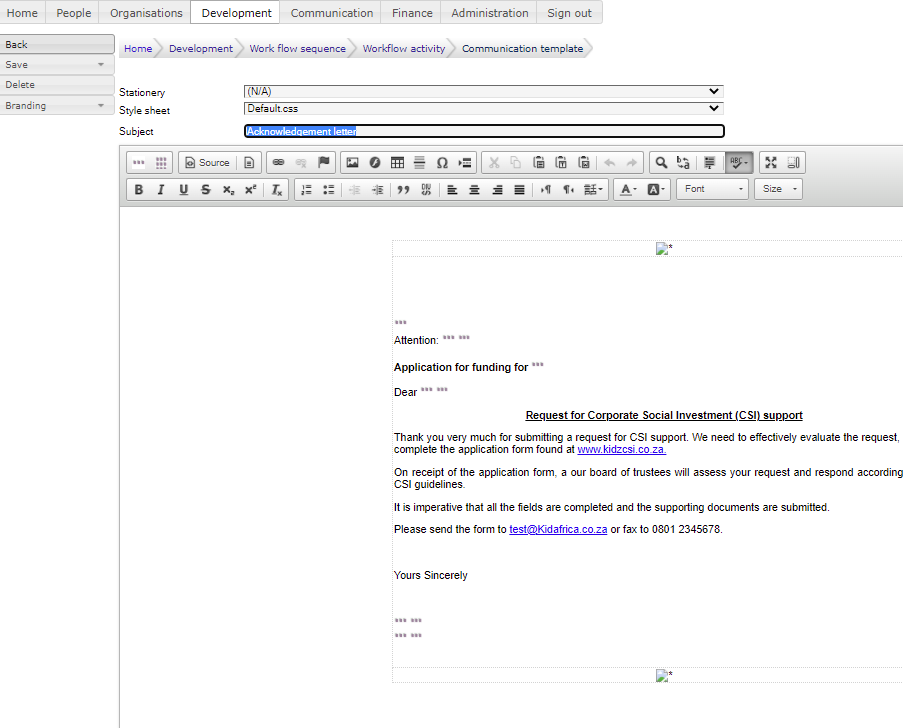 Home People Organisations Development Communication Finance Administration Sign out
Back
Save
Delete
Branding
Home Development Work flow sequence Workflow activity Communication template
Stationery (N/A)
Style sheet Default.css
Subject Acknowledgement letter
Source
ABC
B I U S X₂ X² Tx
DIV
A A Font Size
*
***
Attention: *** ***
Application for funding for ***
Dear *** ***
Request for Corporate Social Investment (CSI) support
Thank you very much for submitting a request for CSI support. We need to effectively evaluate the request,
complete the application form found at www.kidzcsi.co.za.
On receipt of the application form, a our board of trustees will assess your request and respond according
CSI guidelines.
It is imperative that all the fields are completed and the supporting documents are submitted.
Please send the form to test@Kidafrica.co.za or fax to 0801 2345678.
Yours Sincerely
*** ***
*** ***
*